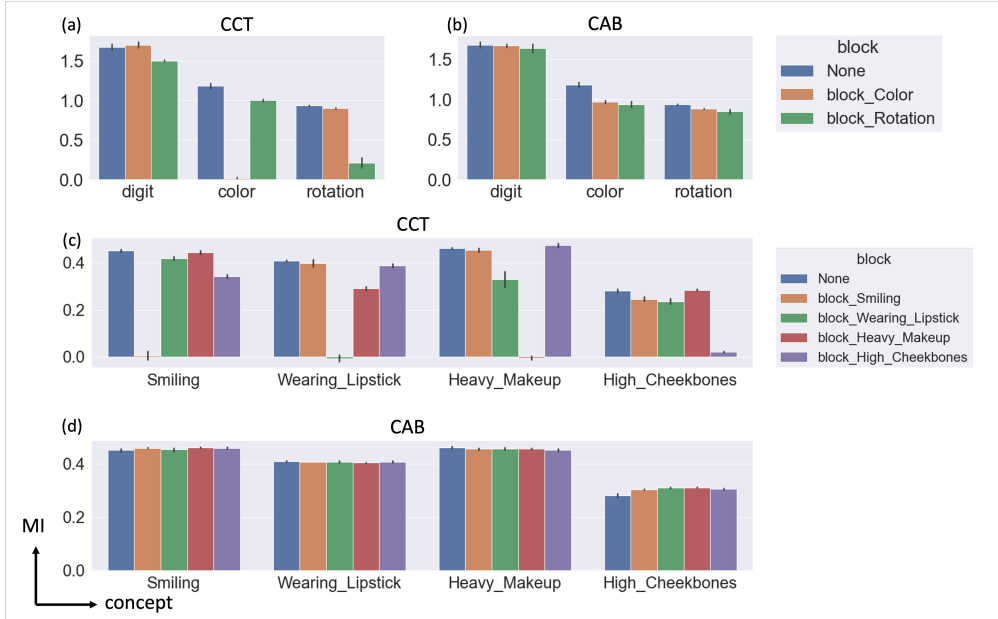 (a) CCT
1.5
1.0
0.5
0.0
digit color rotation
(b) CAB
1.5
1.0
0.5
0.0
digit color rotation
block
None
block_Color
block_Rotation
CCT
(c)
0.4
0.2
0.0
Smiling Wearing_Lipstick Heavy_Makeup High_Cheekbones
block
None
block_Smiling
block_Wearing_Lipstick
block_Heavy_Makeup
block_High_Cheekbones
(d) CAB
0.4
0.2
0.0
Smiling Wearing_Lipstick Heavy_Makeup High_Cheekbones
MI
concept